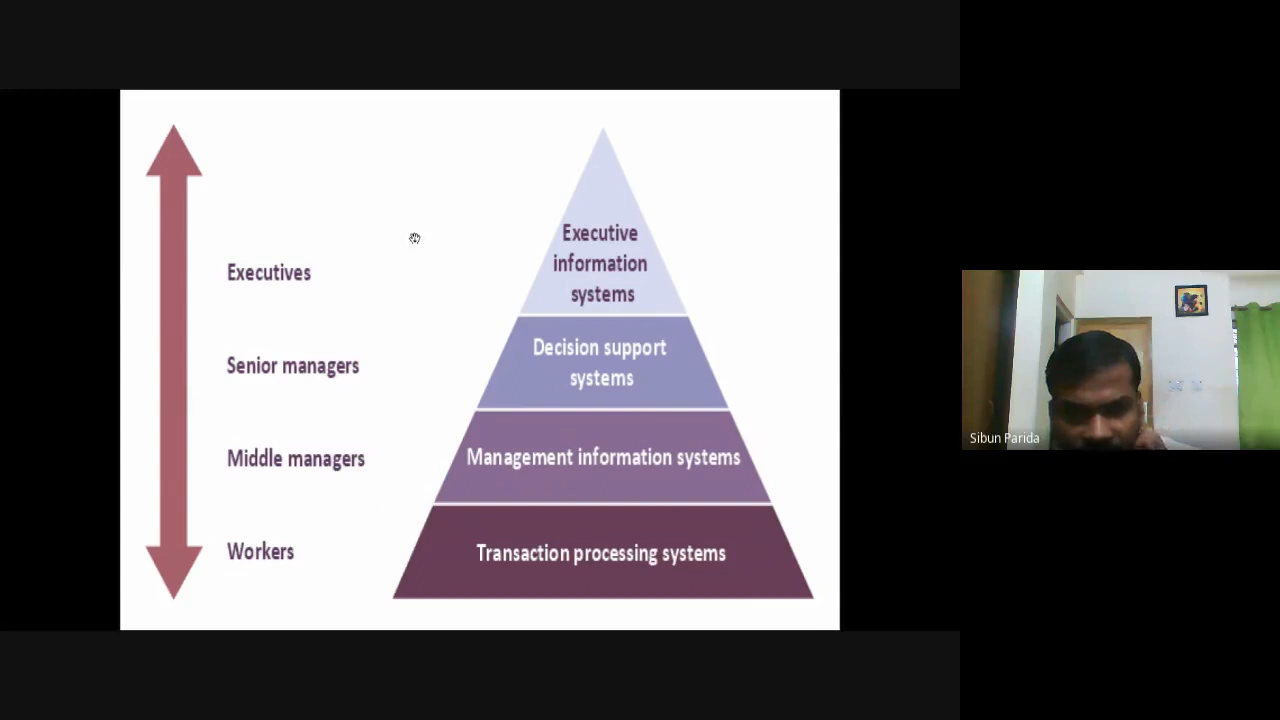 Executives
Senior managers
Middle managers
Workers
Executive
information
systems
Decision support
systems
Management information systems
Transaction processing systems
Sibun Parida